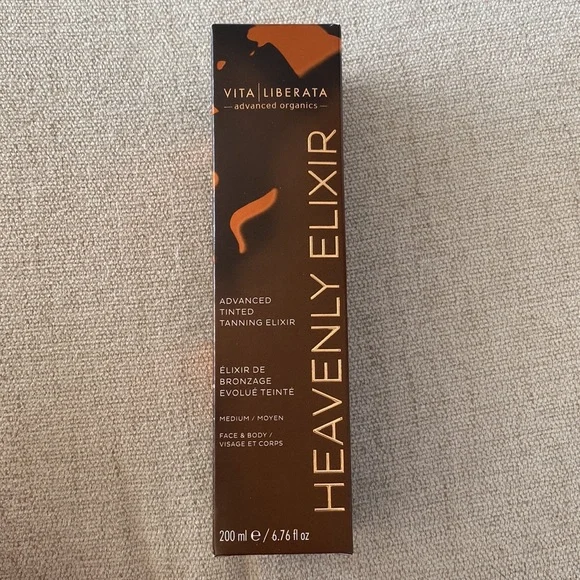 VITA | LIBERATA
— advanced organics —
HEAVENLY ELIXIR
ADVANCED
TINTED
TANNING ELIXIR
ÉLIXIR DE
BRONZAGE
EVOLUÉ TEINTÉ
MEDIUM / MOYEN
FACE & BODY /
VISAGE ET CORPS
200 ml ℮ / 6.76 fl oz